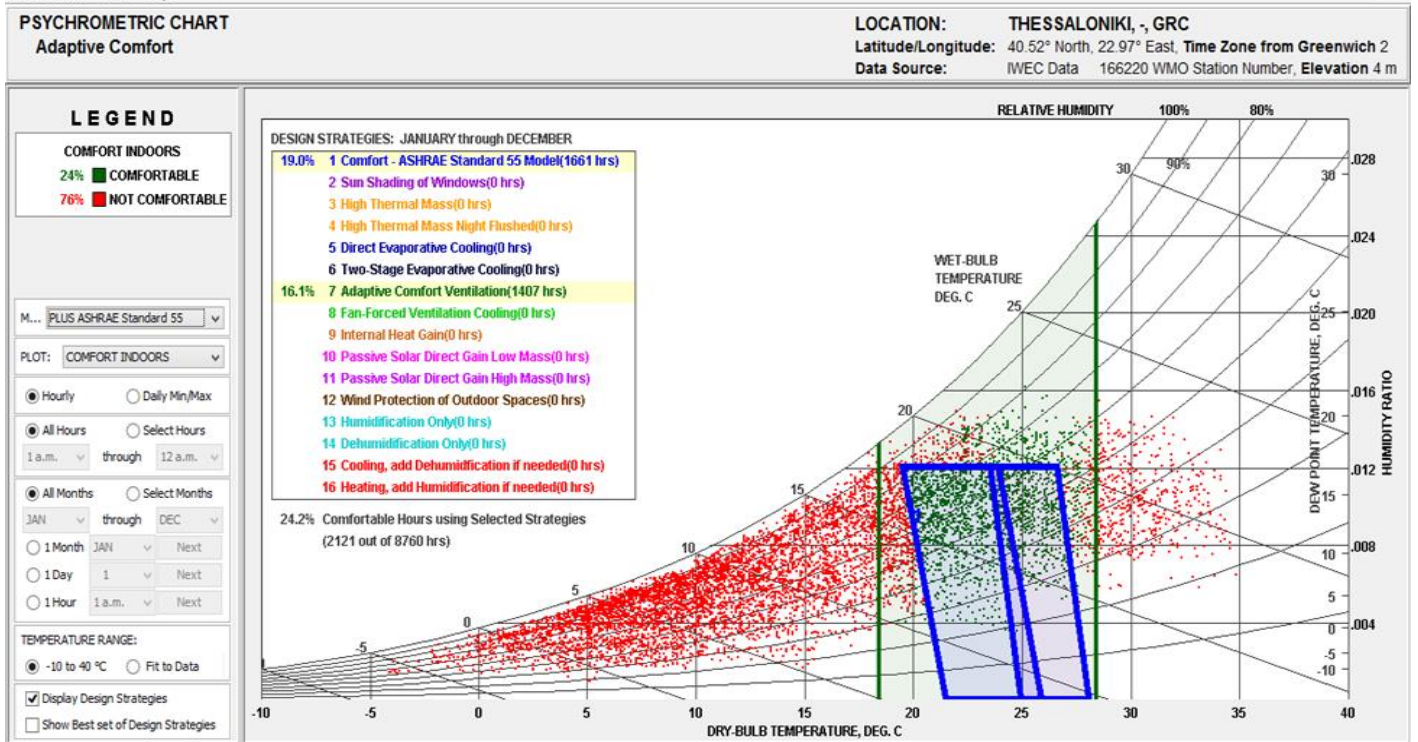 PSYCHROMETRIC CHART
Adaptive Comfort
LOCATION: THESSALONIKI, -, GRC
Latitude/Longitude: 40.52° North, 22.97° East, Time Zone from Greenwich 2
Data Source: IWEC Data 166220 WMO Station Number, Elevation 4 m
LEGEND
COMFORT INDOORS
24% COMFORTABLE
76% NOT COMFORTABLE
M... PLUS ASHRAE Standard 55
PLOT: COMFORT INDOORS
Hourly Daily Min/Max
All Hours Select Hours
1 a.m. through 12 a.m.
All Months Select Months
JAN through DEC
1 Month JAN Next
1 Day 1 Next
1 Hour 1 a.m. Next
TEMPERATURE RANGE:
-10 to 40 °C Fit to Data
Display Design Strategies
Show Best set of Design Strategies
DESIGN STRATEGIES: JANUARY through DECEMBER
19.0% 1 Comfort - ASHRAE Standard 55 Model(1661 hrs)
2 Sun Shading of Windows(0 hrs)
3 High Thermal Mass(0 hrs)
4 High Thermal Mass Night Flushed(0 hrs)
5 Direct Evaporative Cooling(0 hrs)
6 Two-Stage Evaporative Cooling(0 hrs)
16.1% 7 Adaptive Comfort Ventilation(1407 hrs)
8 Fan-Forced Ventilation Cooling(0 hrs)
9 Internal Heat Gain(0 hrs)
10 Passive Solar Direct Gain Low Mass(0 hrs)
11 Passive Solar Direct Gain High Mass(0 hrs)
12 Wind Protection of Outdoor Spaces(0 hrs)
13 Humidification Only(0 hrs)
14 Dehumidification Only(0 hrs)
15 Cooling, add Dehumidfication if needed(0 hrs)
16 Heating, add Humidification if needed(0 hrs)
24.2% Comfortable Hours using Selected Strategies
(2121 out of 8760 hrs)
RELATIVE HUMIDITY 100% 80%
90%
WET-BULB
TEMPERATURE
DEG. C
-5
0
5
10
15
20
25
30
DEW POINT TEMPERATURE, DEG. C
30
25
20
15
10
5
0
-5
-10
HUMIDITY RATIO
.028
.024
.020
.016
.012
.008
.004
-10 -5 0 5 10 15 20 25 30 35 40
DRY-BULB TEMPERATURE, DEG. C